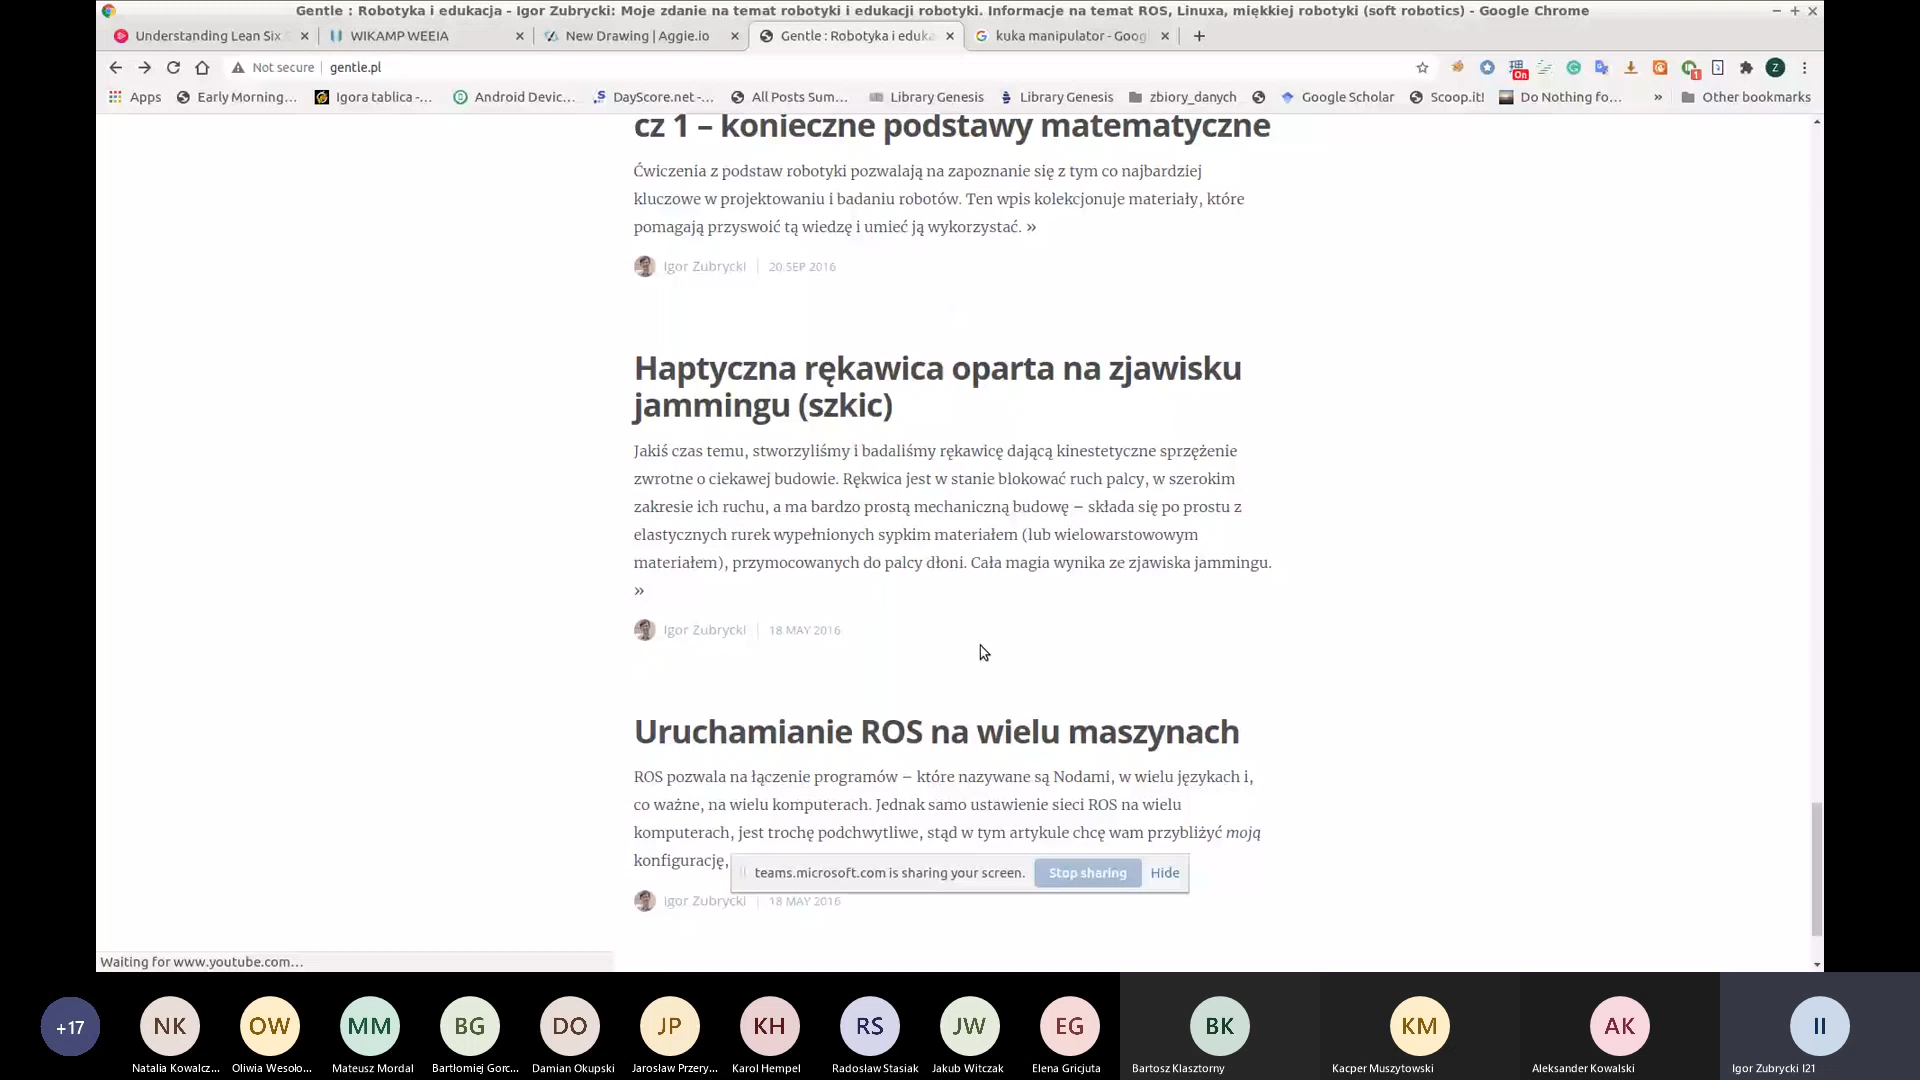 Gentle : Robotyka i edukacja - Igor Zubrycki: Moje zdanie na temat robotyki i edukacji robotyki. Informacje na temat ROS, Linuxa, miękkiej robotyki (soft robotics) - Google Chrome
Understanding Lean Six S
WIKAMP WEEIA
New Drawing | Aggie.io
Gentle : Robotyka i eduka
kuka manipulator - Goog
Not secure
gentle.pl
On
1
Z
Apps
Early Morning...
Igora tablica -...
Android Devic...
DayScore.net -...
All Posts Sum...
Library Genesis
Library Genesis
zbiory_danych
Google Scholar
Scoop.it!
Do Nothing fo...
»
Other bookmarks
cz 1 – konieczne podstawy matematyczne
Ćwiczenia z podstaw robotyki pozwalają na zapoznanie się z tym co najbardziej
kluczowe w projektowaniu i badaniu robotów. Ten wpis kolekcjonuje materiały, które
pomagają przyswoić tą wiedzę i umieć ją wykorzystać. »
Igor Zubrycki
20 SEP 2016
Haptyczna rękawica oparta na zjawisku
jammingu (szkic)
Jakiś czas temu, stworzyliśmy i badaliśmy rękawicę dającą kinestetyczne sprzężenie
zwrotne o ciekawej budowie. Rękwica jest w stanie blokować ruch palcy, w szerokim
zakresie ich ruchu, a ma bardzo prostą mechaniczną budowę – składa się po prostu z
elastycznych rurek wypełnionych sypkim materiałem (lub wielowarstowowym
materiałem), przymocowanych do palcy dłoni. Cała magia wynika ze zjawiska jammingu.
»
Igor Zubrycki
18 MAY 2016
Uruchamianie ROS na wielu maszynach
ROS pozwala na łączenie programów – które nazywane są Nodami, w wielu językach i,
co ważne, na wielu komputerach. Jednak samo ustawienie sieci ROS na wielu
komputerach, jest trochę podchwytliwe, stąd w tym artykule chcę wam przybliżyć moją
konfigurację,
teams.microsoft.com is sharing your screen.
Stop sharing
Hide
Igor Zubrycki
18 MAY 2016
Waiting for www.youtube.com...
+17
NK
OW
MM
BG
DO
JP
KH
RS
JW
EG
BK
KM
AK
II
Natalia Kowalcz...
Oliwia Wesoło...
Mateusz Mordal
Bartłomiej Gorc...
Damian Okupski
Jarosław Przery...
Karol Hempel
Radosław Stasiak
Jakub Witczak
Elena Gricjuta
Bartosz Klasztorny
Kacper Muszytowski
Aleksander Kowalski
Igor Zubrycki I21